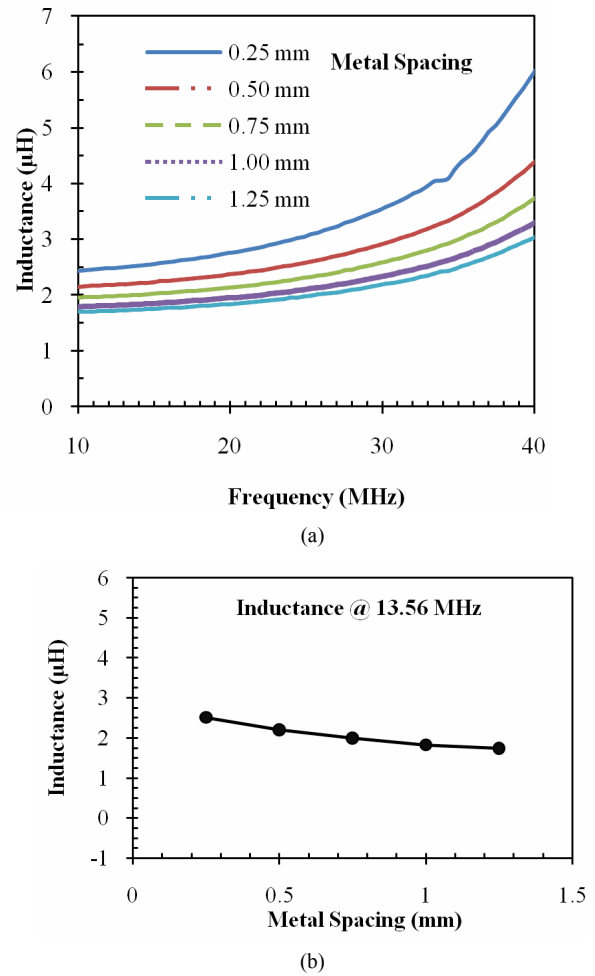 7
6
5
4
3
2
1
0
Inductance (µH)
0.25 mm
0.50 mm
0.75 mm
1.00 mm
1.25 mm
Metal Spacing
10
20
30
40
Frequency (MHz)
(a)
6
5
4
3
2
1
0
-1
Inductance (µH)
Inductance @ 13.56 MHz
0
0.5
1
1.5
Metal Spacing (mm)
(b)